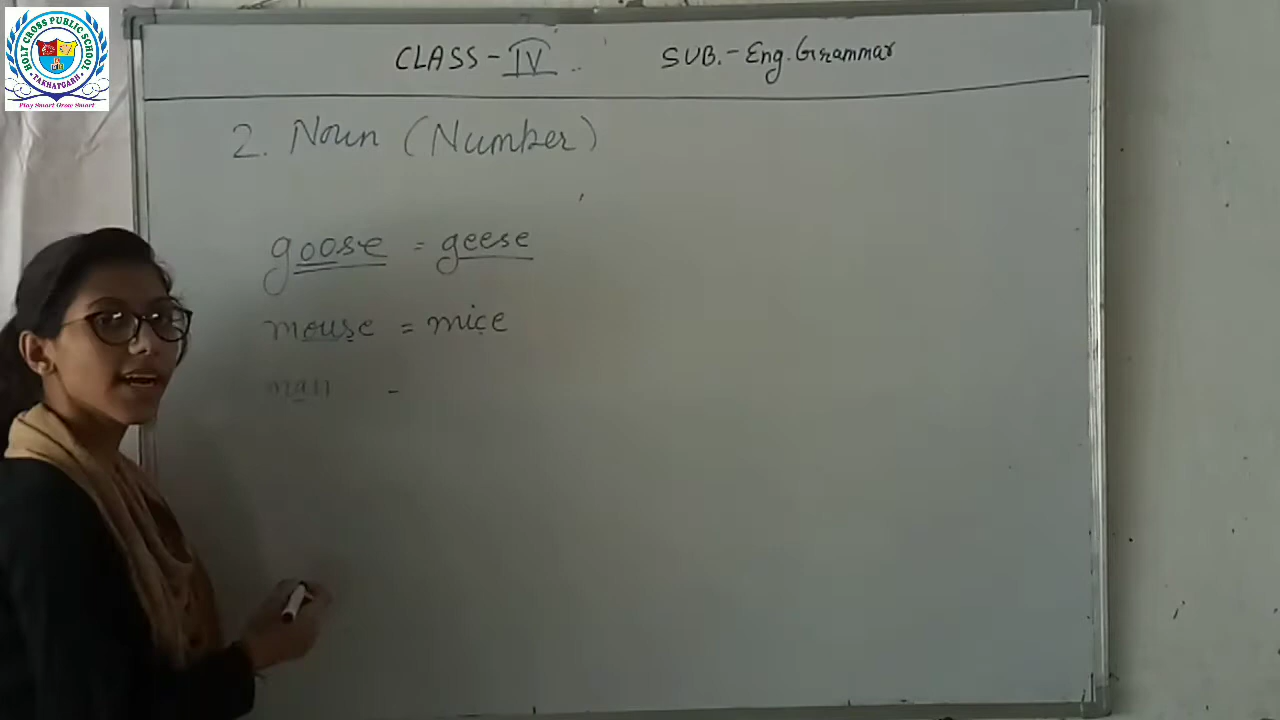 HOLY CROSS PUBLIC SCHOOL
TAKHATGARH
Play Smart Grow Smart
CLASS - IV SUB. - Eng. Grammar
2. Noun (Number)
goose = geese
mouse = mice
man -